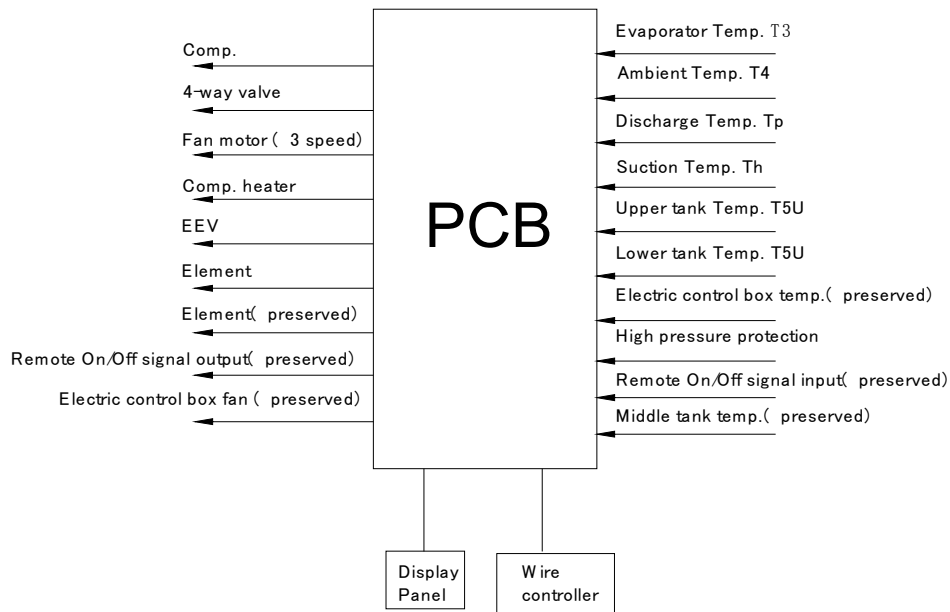 Comp.
4-way valve
Fan motor ( 3 speed)
Comp. heater
EEV
Element
Element( preserved)
Remote On/Off signal output( preserved)
Electric control box fan ( preserved)
PCB
Evaporator Temp. T3
Ambient Temp. T4
Discharge Temp. Tp
Suction Temp. Th
Upper tank Temp. T5U
Lower tank Temp. T5U
Electric control box temp.( preserved)
High pressure protection
Remote On/Off signal input( preserved)
Middle tank temp.( preserved)
Display
Panel
Wire
controller